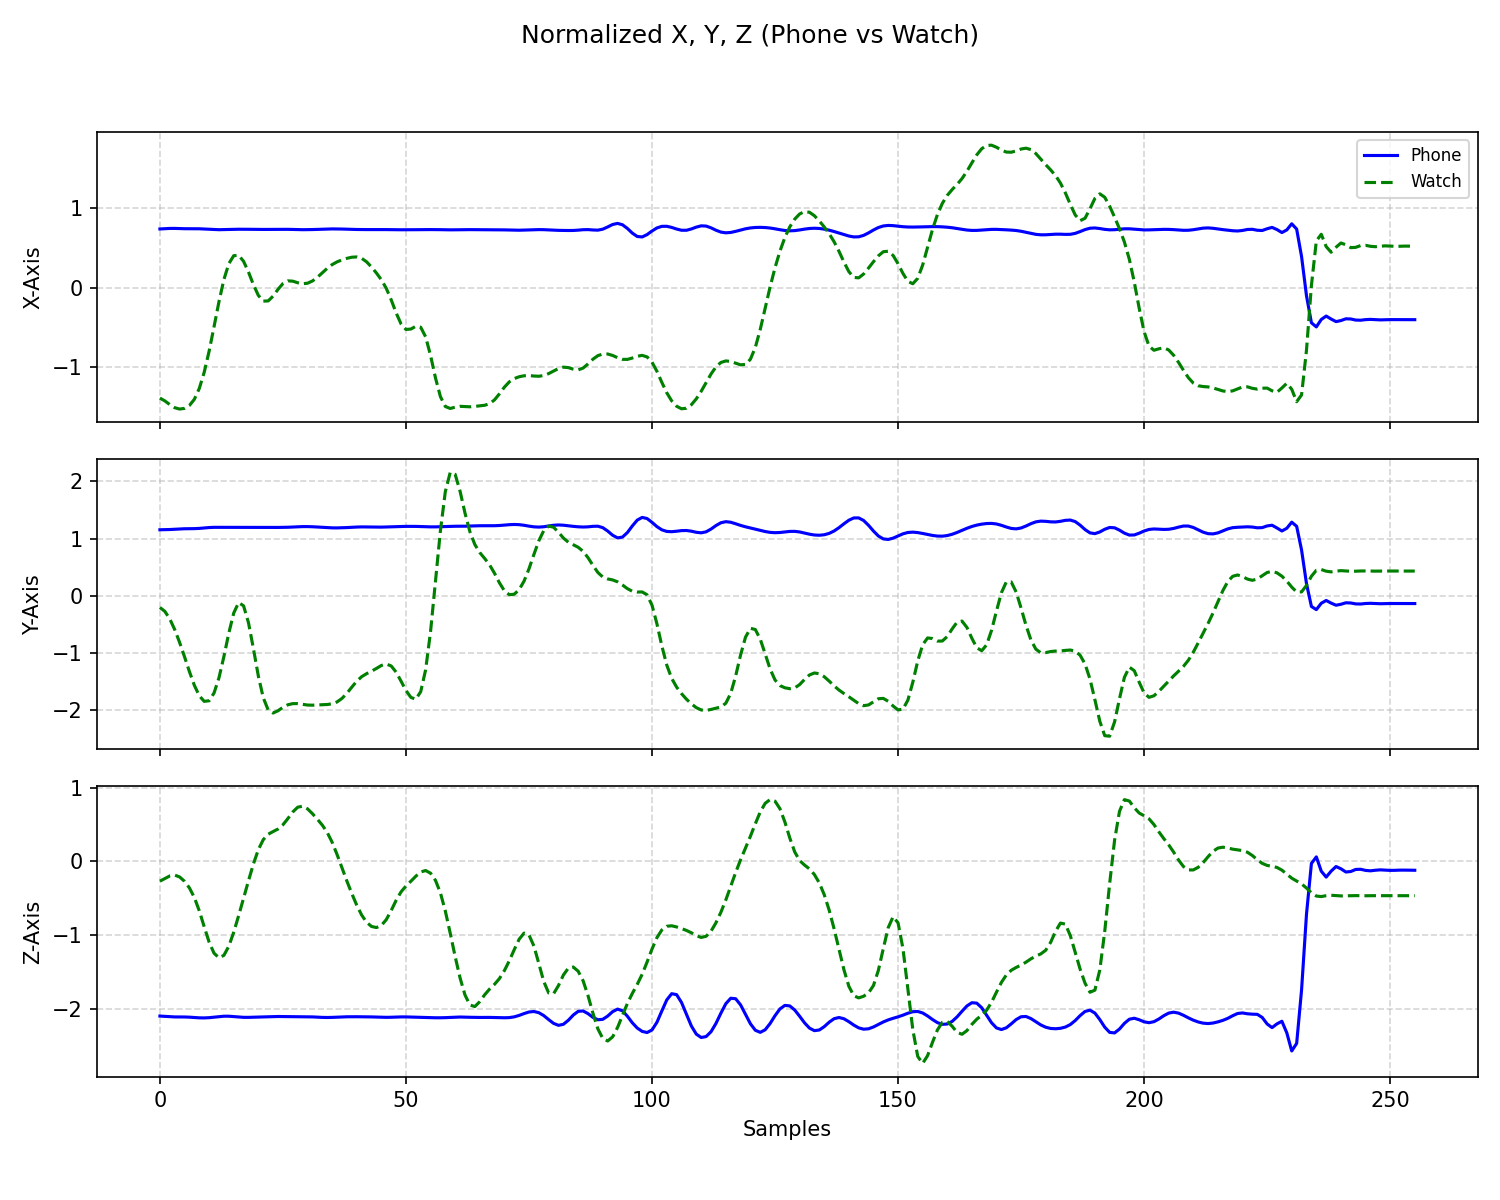 Normalized X, Y, Z (Phone vs Watch)
X-Axis
1
0
−1
Phone
Watch
Y-Axis
2
1
0
−1
−2
Z-Axis
1
0
−1
−2
0
50
100
150
200
250
Samples